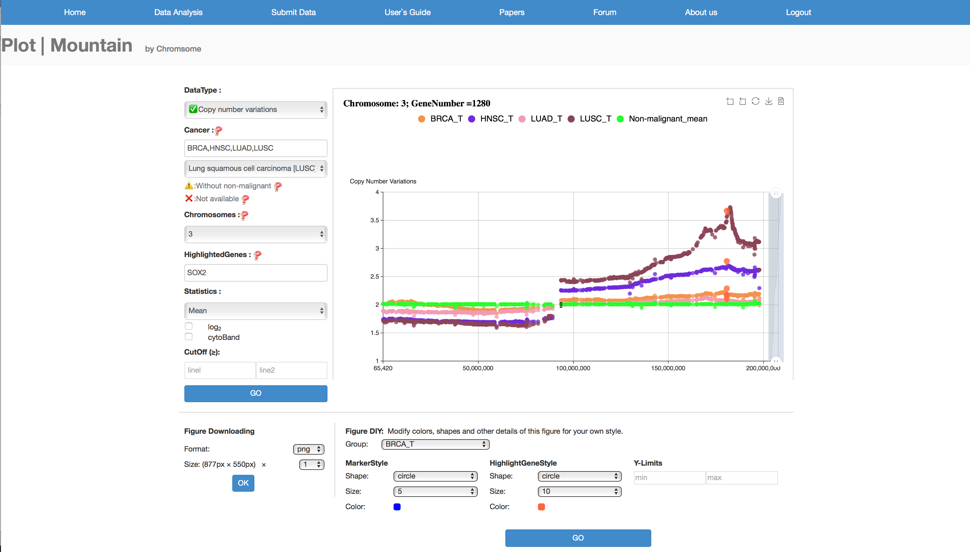 Home Data Analysis Submit Data User's Guide Papers Forum About us Logout
Plot | Mountain by Chromsome
DataType :
✅Copy number variations
Cancer :
BRCA,HNSC,LUAD,LUSC
Lung squamous cell carcinoma [LUSC
⚠️:Without non-malignant
❌:Not available
Chromosomes :
3
HighlightedGenes :
SOX2
Statistics :
Mean
log2
cytoBand
CutOff (≥):
linel line2
GO
Chromosome: 3; GeneNumber =1280
BRCA_T HNSC_T LUAD_T LUSC_T Non-malignant_mean
Copy Number Variations
4
3.5
3
2.5
2
1.5
1
65,420 50,000,000 100,000,000 150,000,000 200,000,000
Figure Downloading
Format: png
Size: (877px × 550px) × 1
OK
Figure DIY: Modify colors, shapes and other details of this figure for your own style.
Group: BRCA_T
MarkerStyle HighlightGeneStyle Y-Limits
Shape: circle Shape: circle min max
Size: 5 Size: 10
Color: Color:
GO